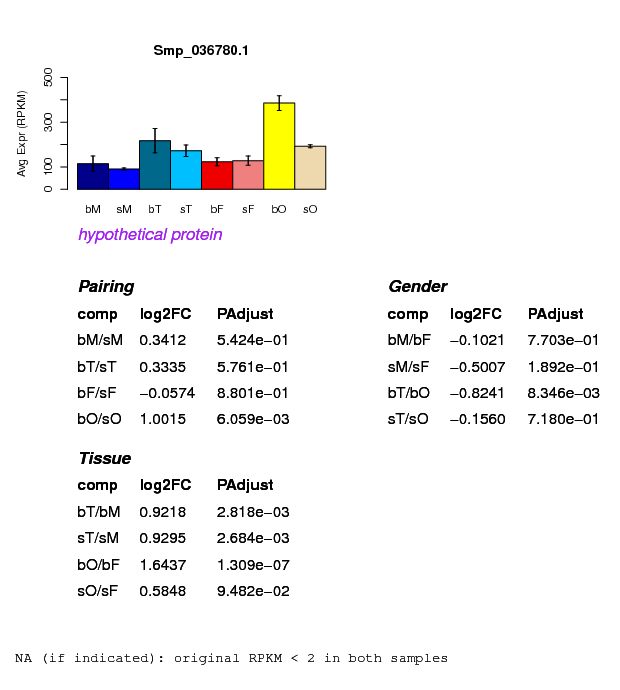 Smp_036780.1
Avg Expr (RPKM)
0 100 300 500
bM sM bT sT bF sF bO sO
hypothetical protein
Pairing
comp log2FC PAdjust
bM/sM 0.3412 5.424e−01
bT/sT 0.3335 5.761e−01
bF/sF −0.0574 8.801e−01
bO/sO 1.0015 6.059e−03
Gender
comp log2FC PAdjust
bM/bF −0.1021 7.703e−01
sM/sF −0.5007 1.892e−01
bT/bO −0.8241 8.346e−03
sT/sO −0.1560 7.180e−01
Tissue
comp log2FC PAdjust
bT/bM 0.9218 2.818e−03
sT/sM 0.9295 2.684e−03
bO/bF 1.6437 1.309e−07
sO/sF 0.5848 9.482e−02
NA (if indicated): original RPKM < 2 in both samples